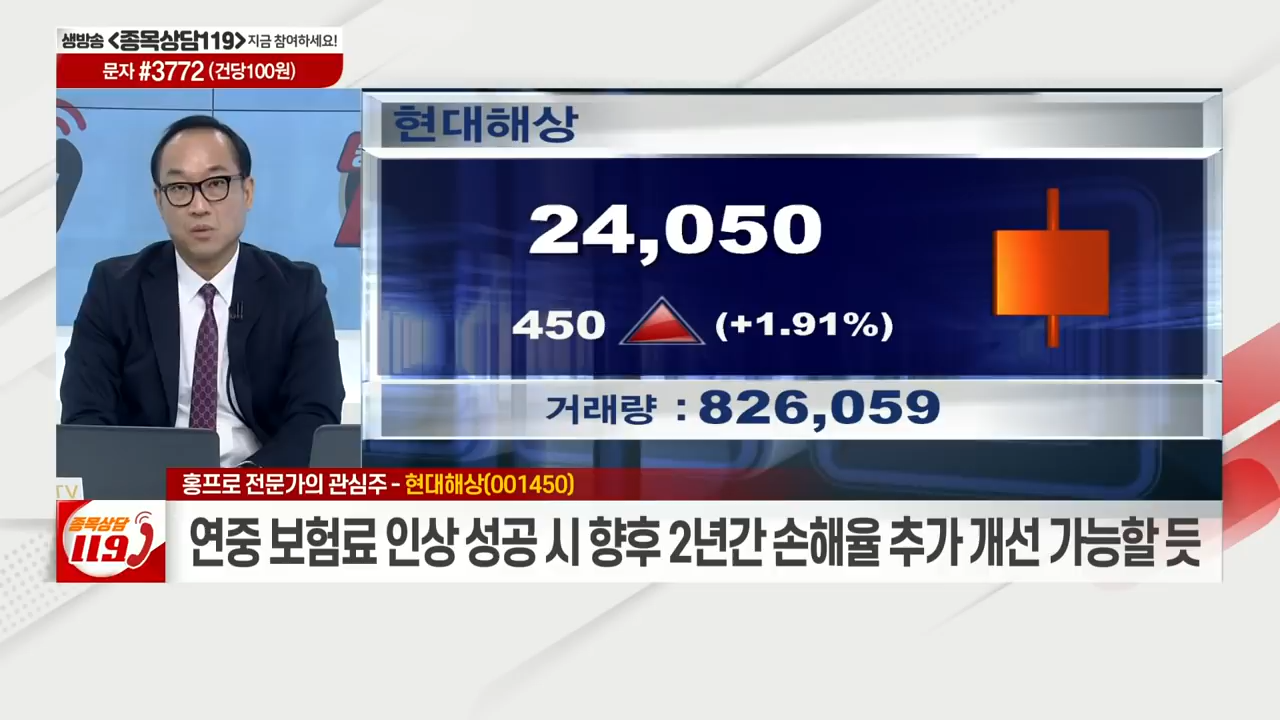 생방송 <종목상담119> 지금 참여하세요!
문자 #3772 (건당100원)
현대해상
24,050
450 ▲ (+1.91%)
거래량 : 826,059
TV
홍프로 전문가의 관심주 - 현대해상(001450)
종목상담
119
연중 보험료 인상 성공 시 향후 2년간 손해율 추가 개선 가능할 듯